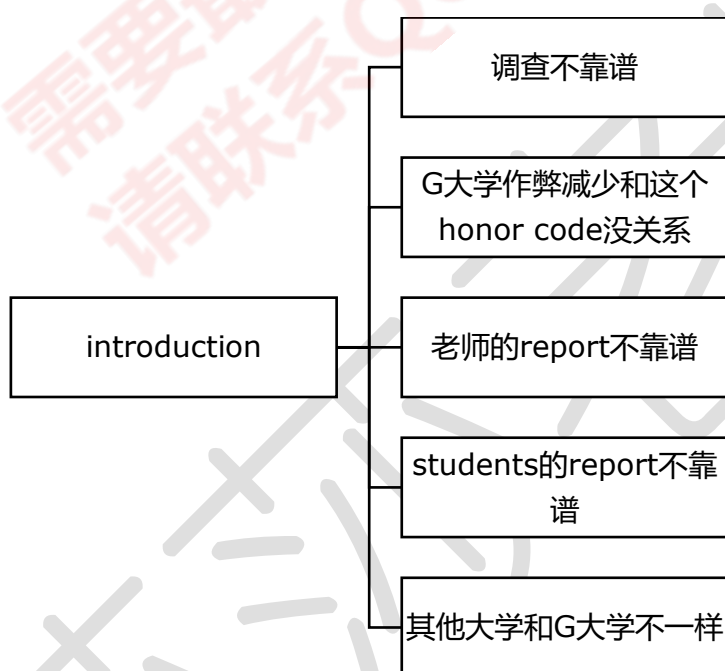 调查不靠谱
G大学作弊减少和这个
honor code没关系
introduction
老师的report不靠谱
students的report不靠
谱
其他大学和G大学不一样